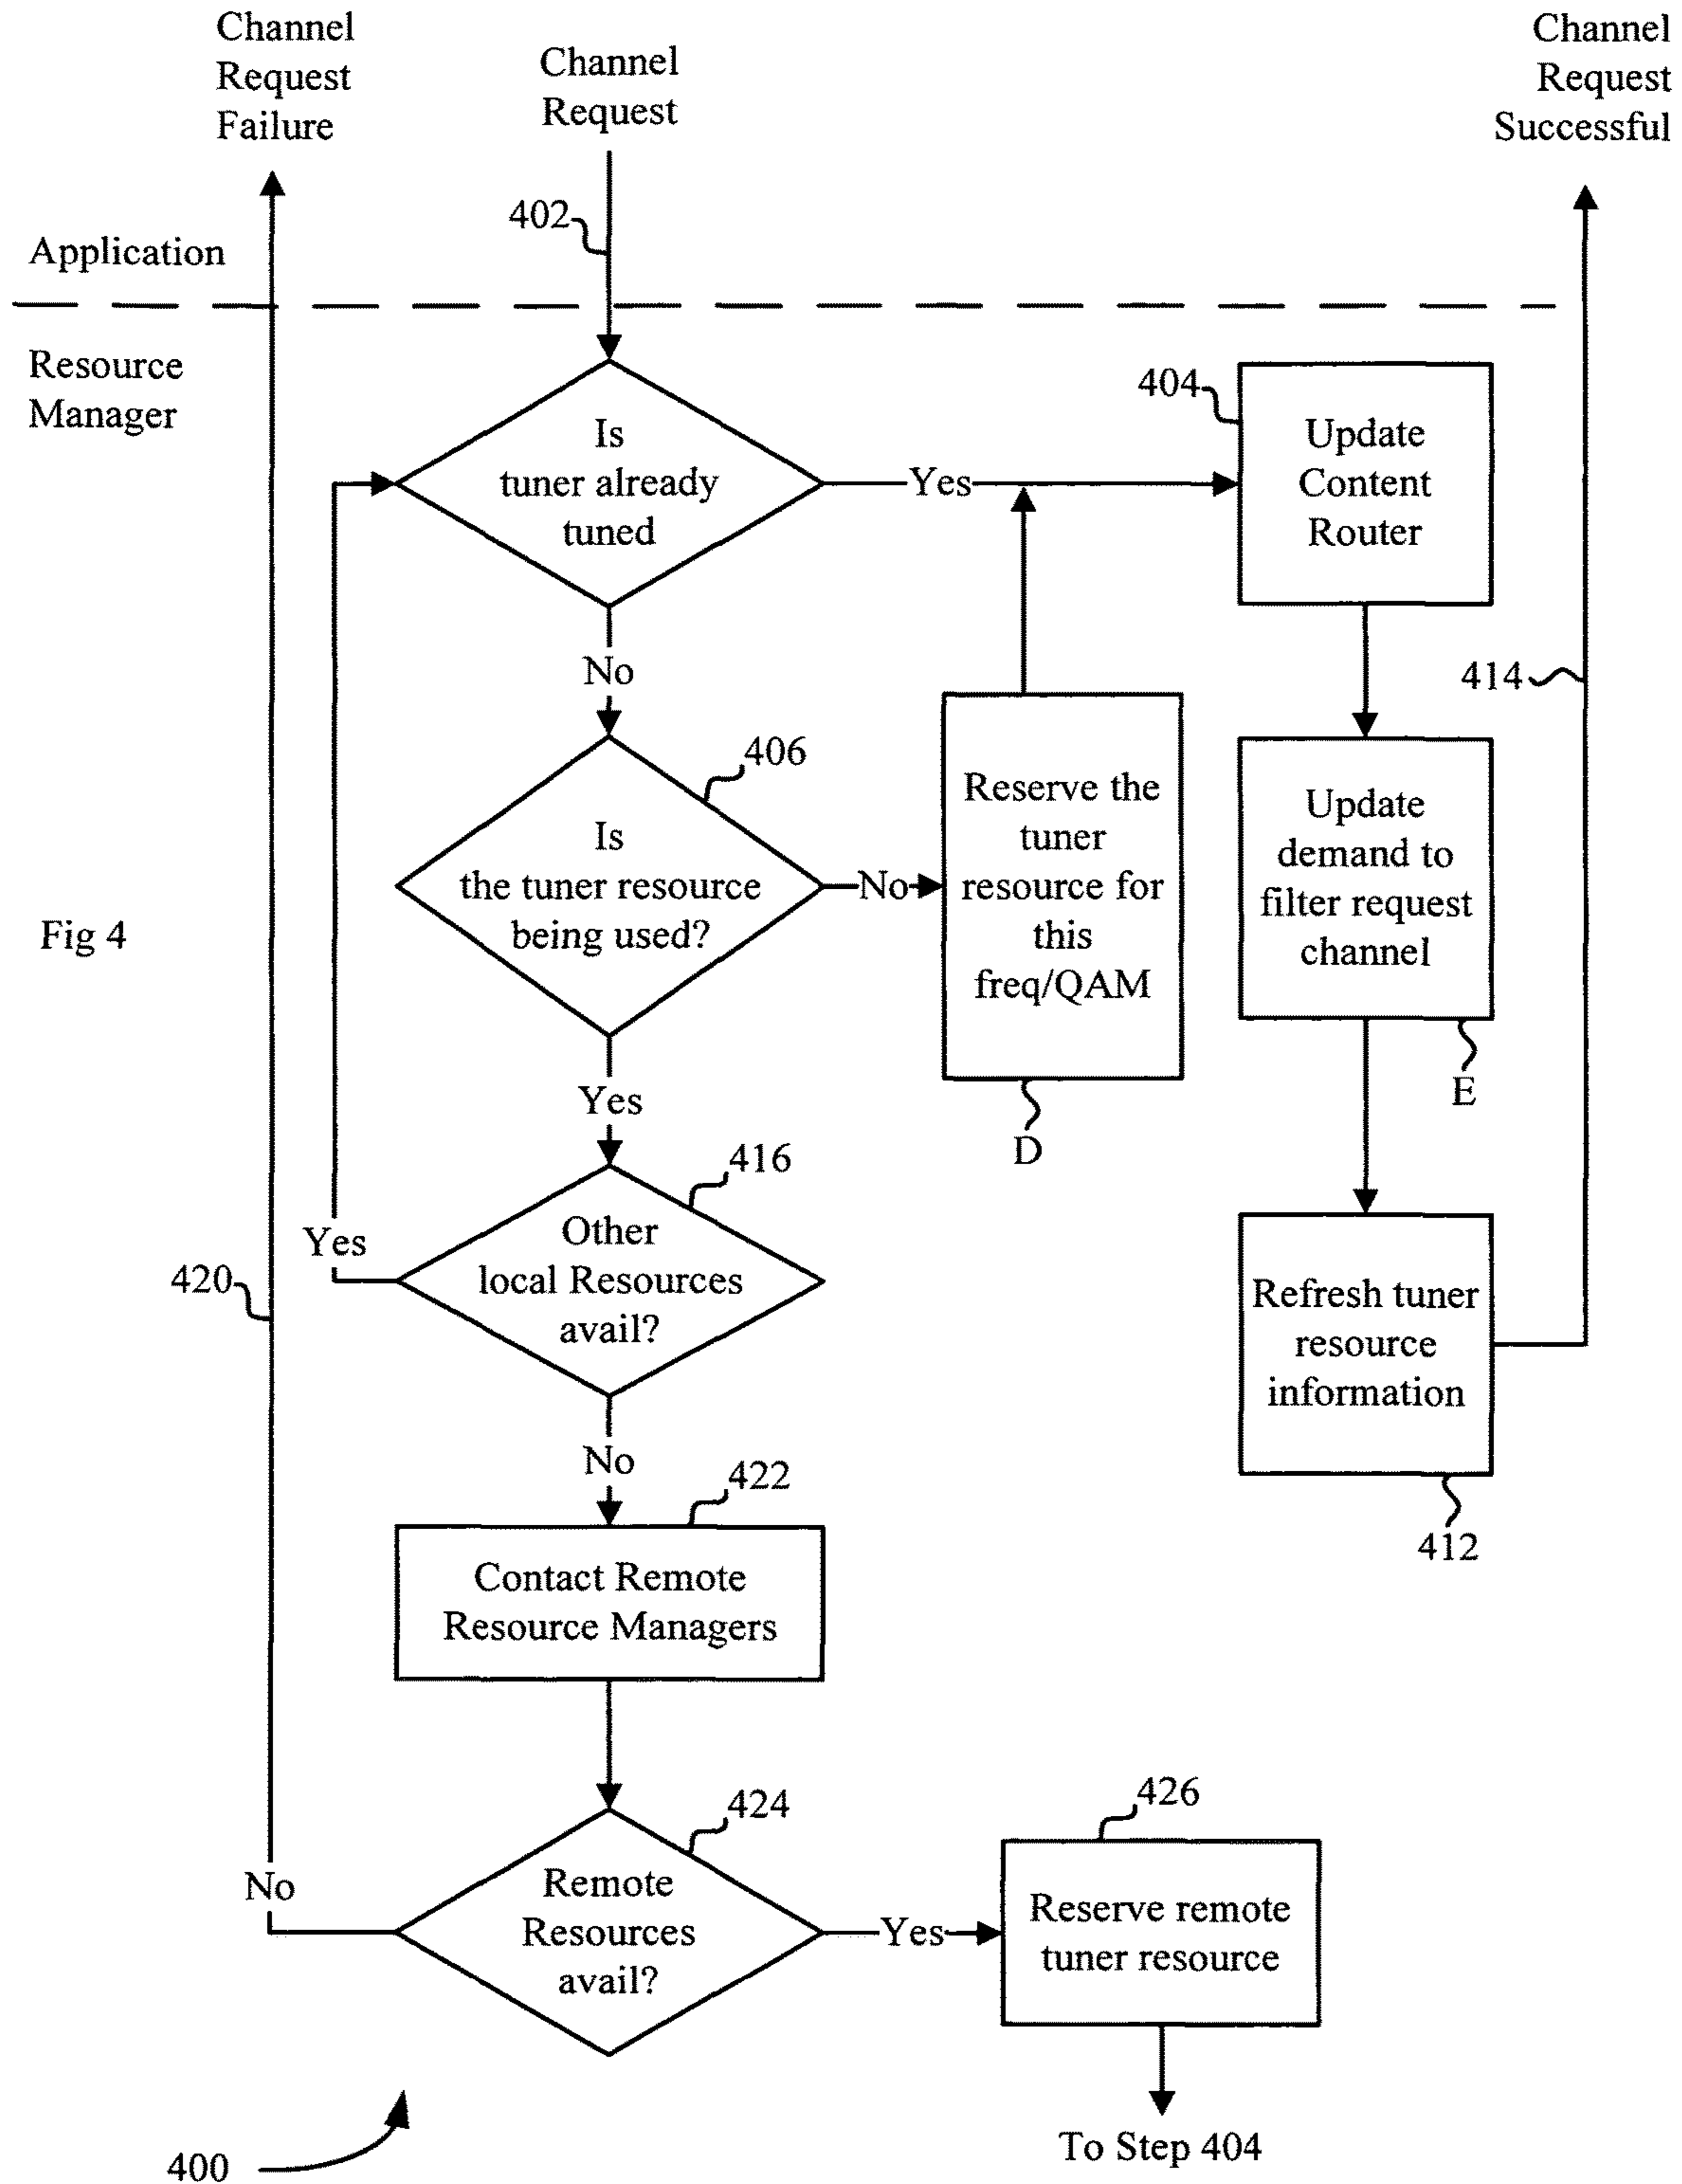 Channel
Request
Failure
Channel
Request
Channel
Request
Successful
402
Application
Resource
Manager
Is
tuner already
tuned
Yes
404
Update
Content
Router
No
414
406
Is
the tuner resource
being used?
No
Reserve the
tuner
resource for
this
freq/QAM
D
Update
demand to
filter request
channel
E
Fig 4
Yes
416
Other
local Resources
avail?
Yes
420
Refresh tuner
resource
information
412
No
422
Contact Remote
Resource Managers
424
Remote
Resources
avail?
No
Yes
426
Reserve remote
tuner resource
To Step 404
400